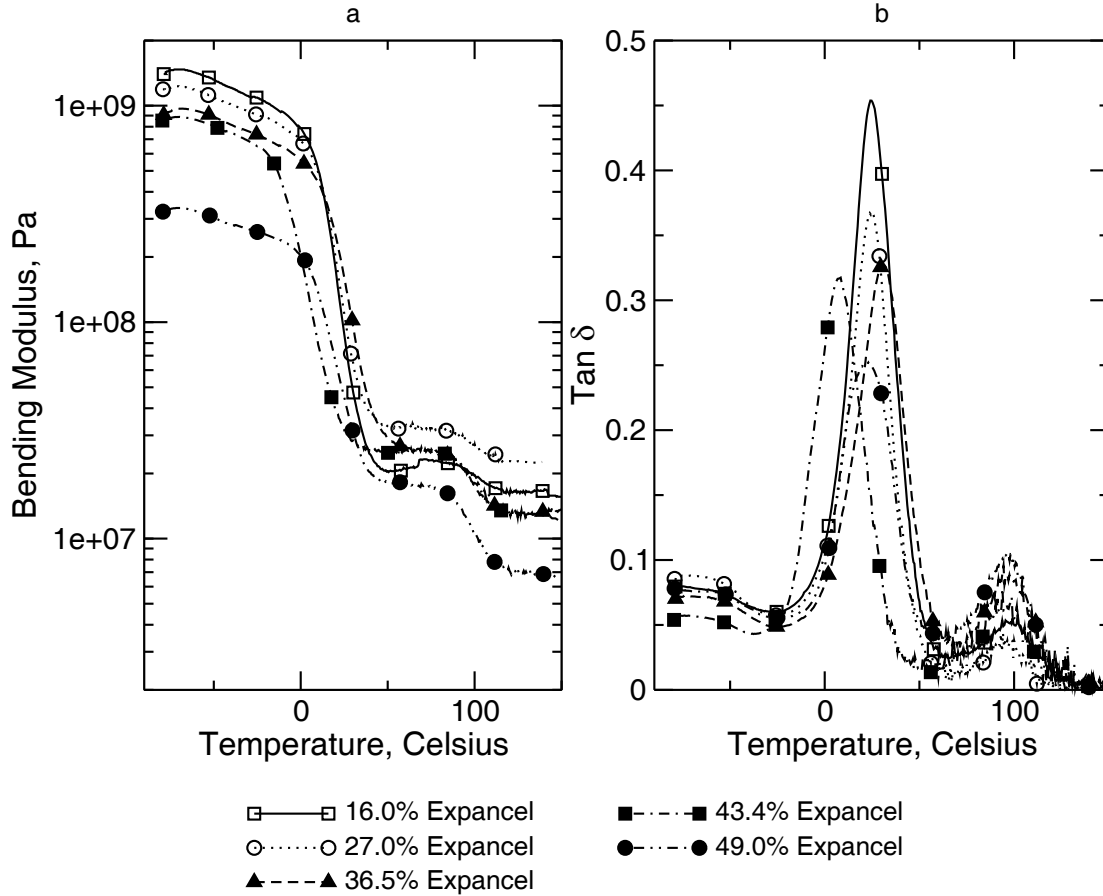 a
1e+09
1e+08
1e+07
Bending Modulus, Pa
0
100
Temperature, Celsius
b
0.5
0.4
0.3
0.2
0.1
0
Tan δ
0
100
Temperature, Celsius
16.0% Expancel
27.0% Expancel
36.5% Expancel
43.4% Expancel
49.0% Expancel